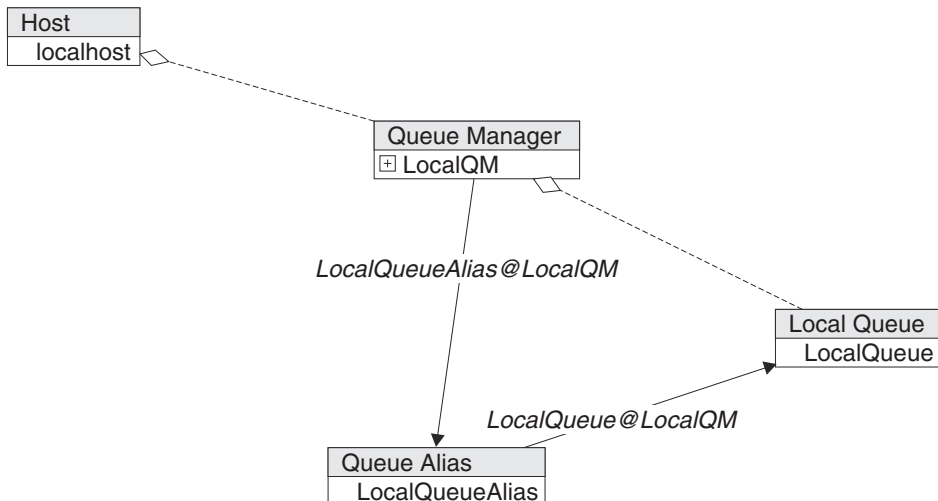 Host
localhost
Queue Manager
LocalQM
LocalQueueAlias@LocalQM
Local Queue
LocalQueue
LocalQueue@LocalQM
Queue Alias
LocalQueueAlias